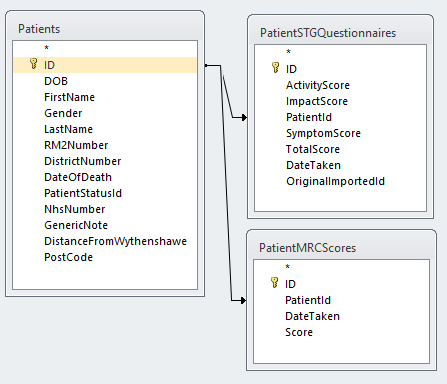 Patients
*
ID
DOB
FirstName
Gender
LastName
RM2Number
DistrictNumber
DateOfDeath
PatientStatusId
NhsNumber
GenericNote
DistanceFromWythenshawe
PostCode
PatientSTGQuestionnaires
*
ID
ActivityScore
ImpactScore
PatientId
SymptomScore
TotalScore
DateTaken
OriginalImportedId
PatientMRCScores
*
ID
PatientId
DateTaken
Score